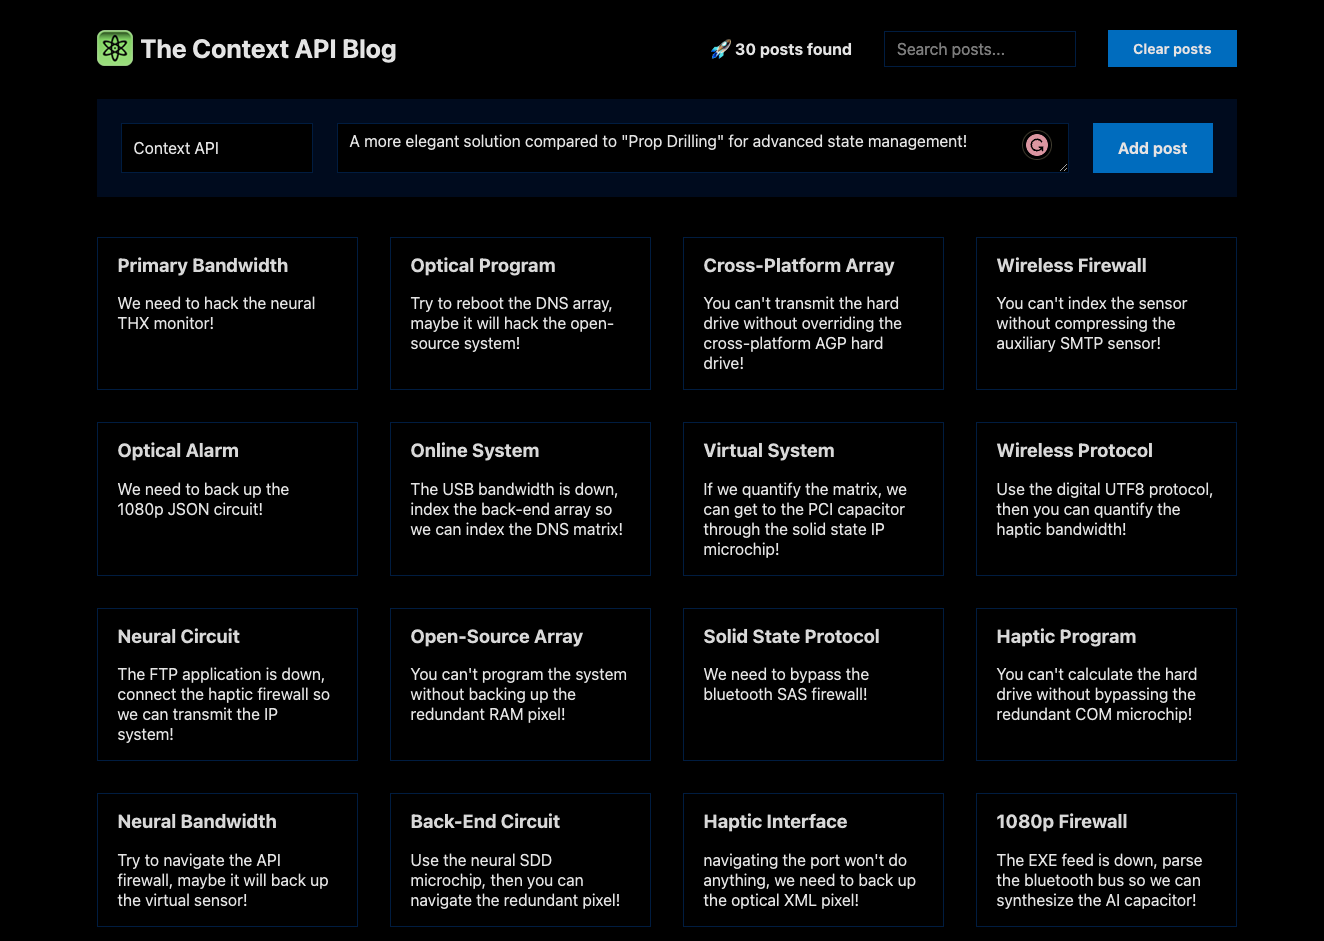 The Context API Blog
🚀 30 posts found
Search posts...
Clear posts
Context API
A more elegant solution compared to "Prop Drilling" for advanced state management!
Add post
Primary Bandwidth
We need to hack the neural
THX monitor!
Optical Program
Try to reboot the DNS array,
maybe it will hack the open-
source system!
Cross-Platform Array
You can't transmit the hard
drive without overriding the
cross-platform AGP hard
drive!
Wireless Firewall
You can't index the sensor
without compressing the
auxiliary SMTP sensor!
Optical Alarm
We need to back up the
1080p JSON circuit!
Online System
The USB bandwidth is down,
index the back-end array so
we can index the DNS matrix!
Virtual System
If we quantify the matrix, we
can get to the PCI capacitor
through the solid state IP
microchip!
Wireless Protocol
Use the digital UTF8 protocol,
then you can quantify the
haptic bandwidth!
Neural Circuit
The FTP application is down,
connect the haptic firewall so
we can transmit the IP
system!
Open-Source Array
You can't program the system
without backing up the
redundant RAM pixel!
Solid State Protocol
We need to bypass the
bluetooth SAS firewall!
Haptic Program
You can't calculate the hard
drive without bypassing the
redundant COM microchip!
Neural Bandwidth
Try to navigate the API
firewall, maybe it will back up
the virtual sensor!
Back-End Circuit
Use the neural SDD
microchip, then you can
navigate the redundant pixel!
Haptic Interface
navigating the port won't do
anything, we need to back up
the optical XML pixel!
1080p Firewall
The EXE feed is down, parse
the bluetooth bus so we can
synthesize the AI capacitor!